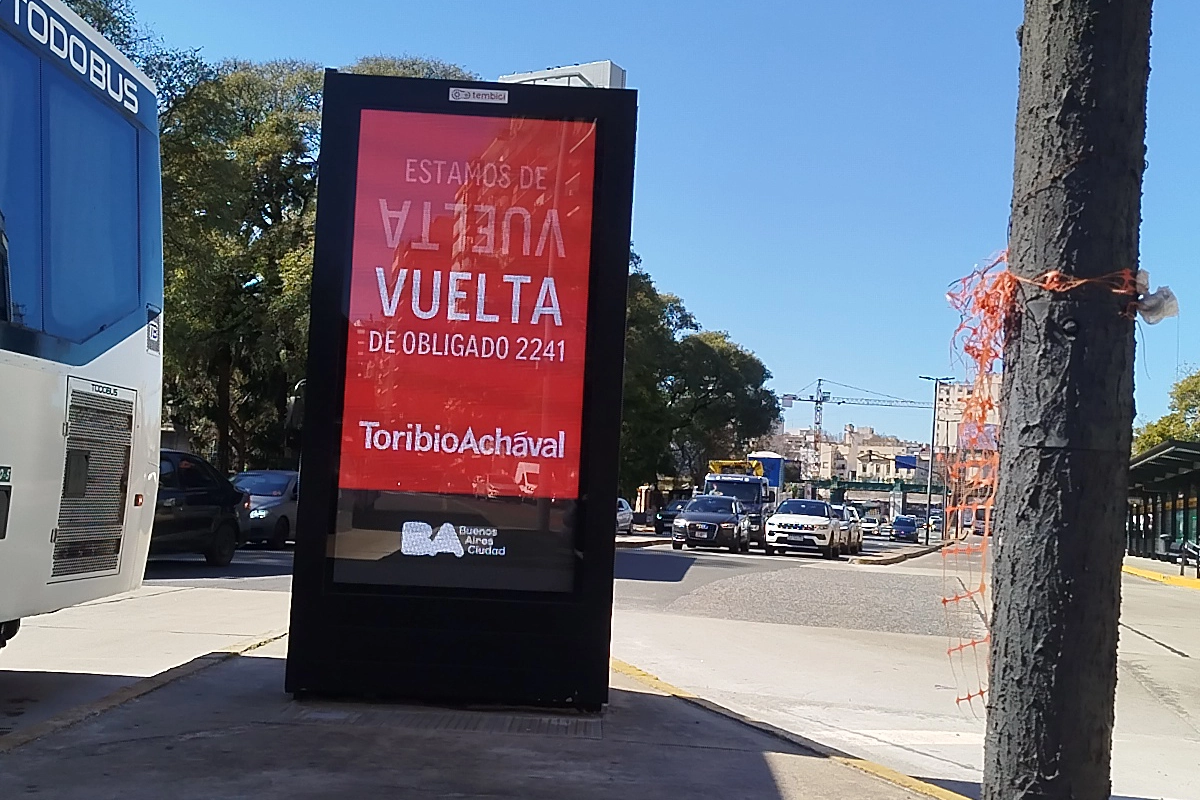 TODOBUS
TODOBUS
tembici
ESTAMOS DE
VUELTA
VUELTA
DE OBLIGADO 2241
ToribioAchával
BA Buenos
Aires
Ciudad